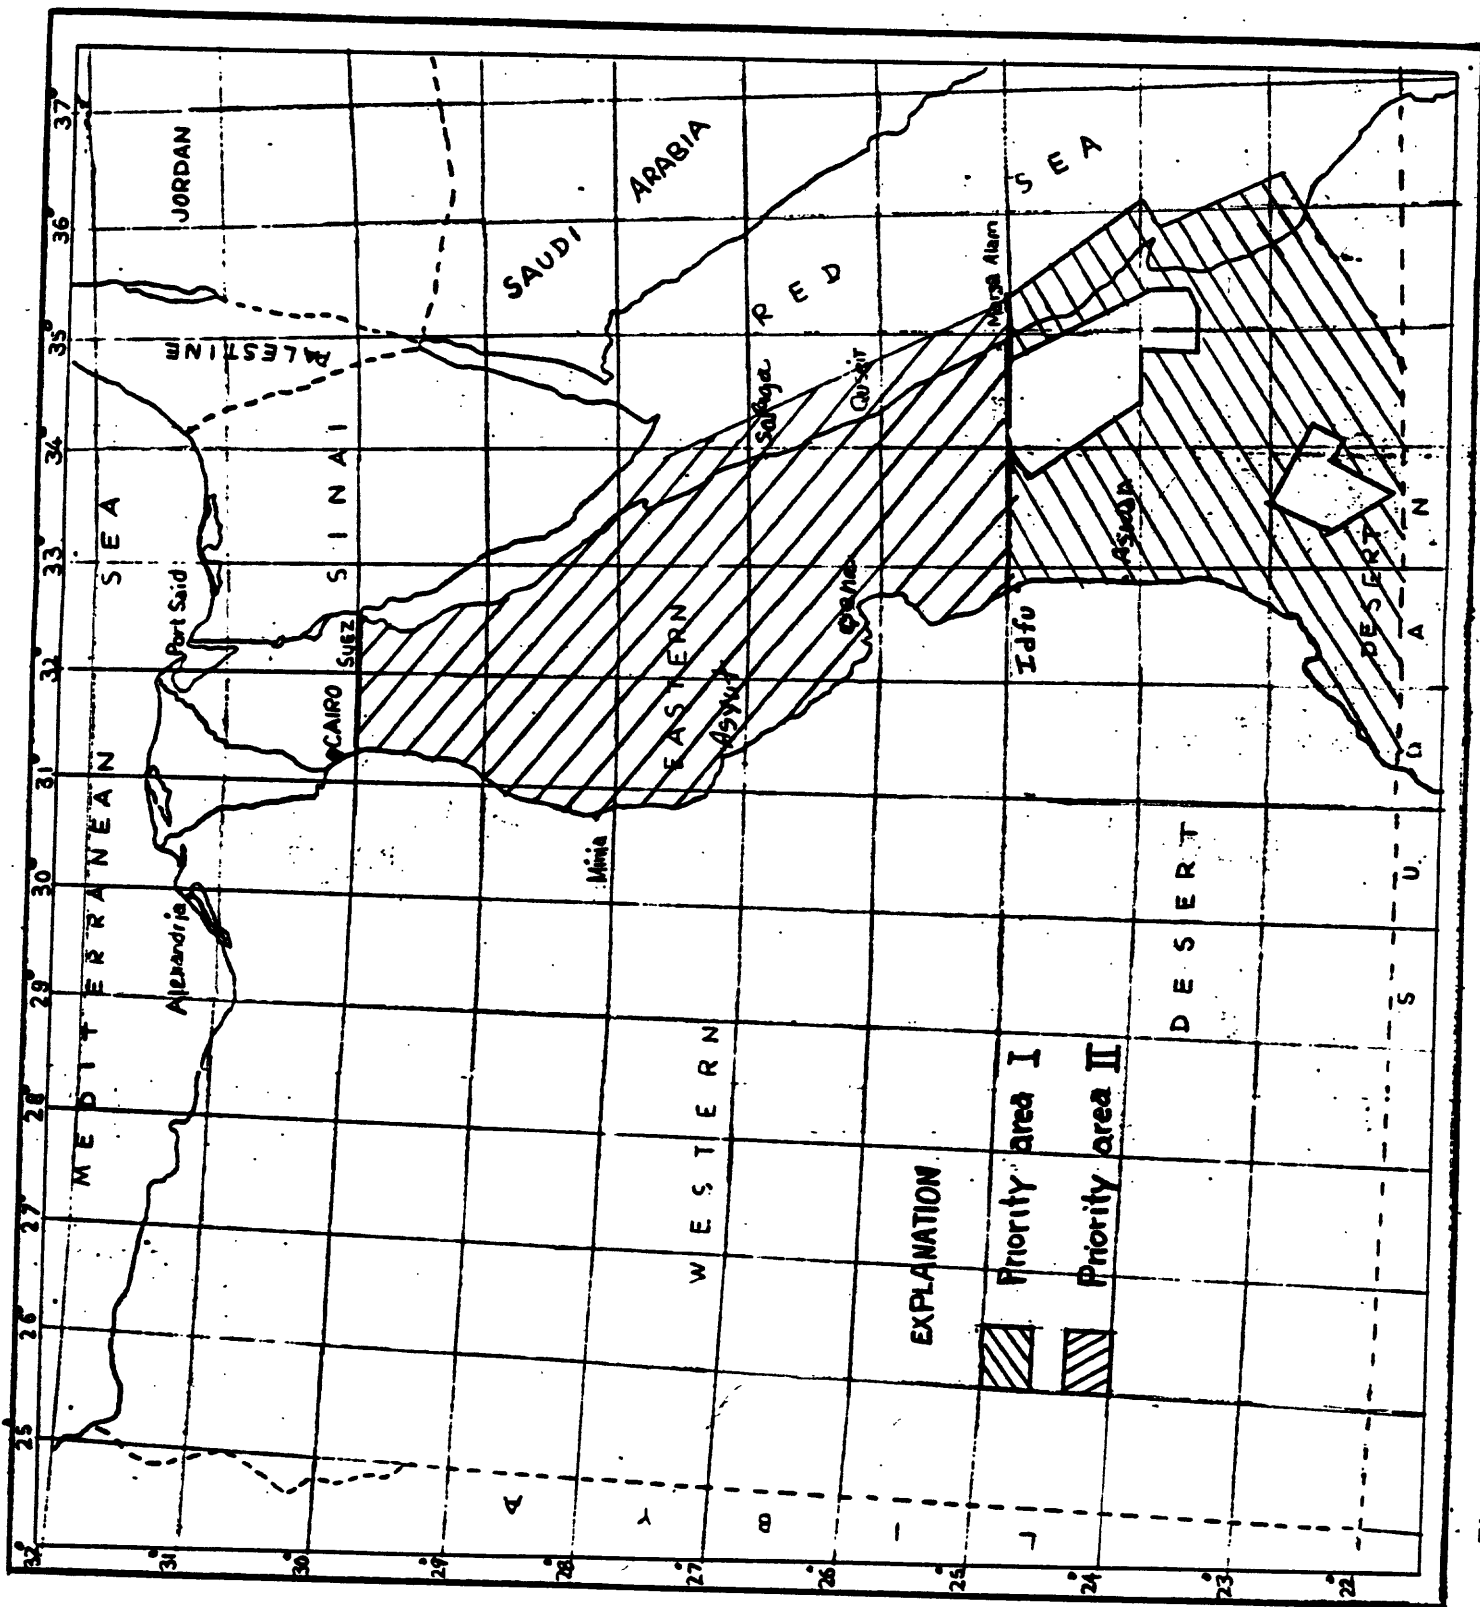 25° 26° 27° 28° 29° 30° 31° 32° 33° 34° 35° 36° 37°
32°
31°
30°
29°
28°
27°
26°
25°
24°
23°
22°
MEDITERRANEAN SEA
Alexandria
Port Said
PALESTINE
JORDAN
CAIRO
SUEZ
SINAI
SAUDI ARABIA
Minia
EASTERN DESERT
Asyut
Safaga
RED SEA
Qena
Quseir
Marsa Alam
Idfu
Aswan
WESTERN DESERT
LIBYA
SUDAN
EXPLANATION
Priority area I
Priority area II